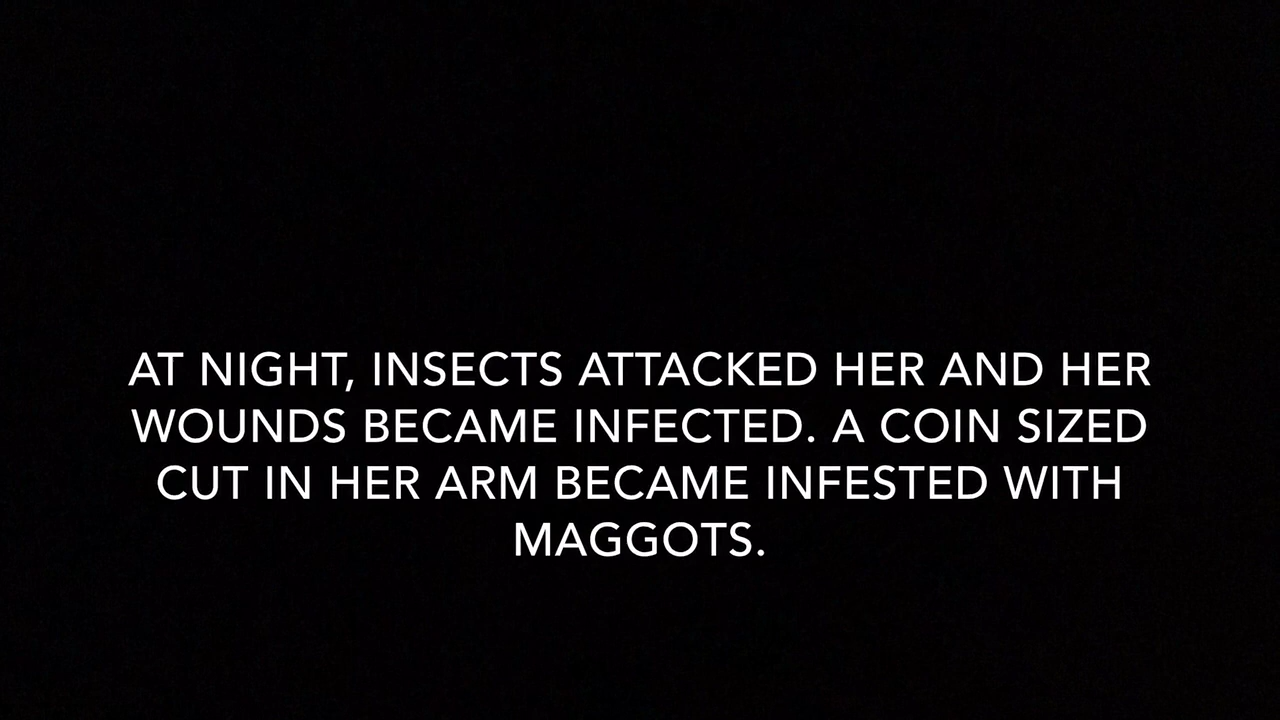 AT NIGHT, INSECTS ATTACKED HER AND HER
WOUNDS BECAME INFECTED. A COIN SIZED
CUT IN HER ARM BECAME INFESTED WITH
MAGGOTS.